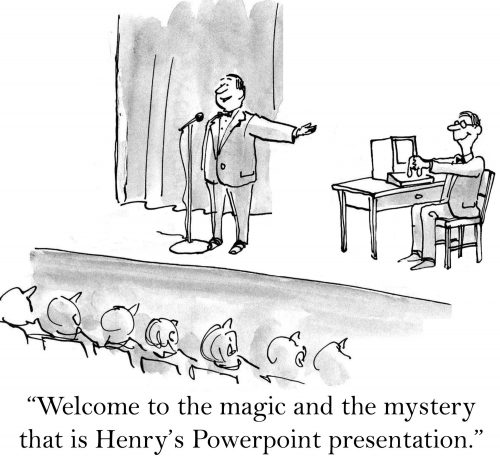 “Welcome to the magic and the mystery
that is Henry’s Powerpoint presentation.”